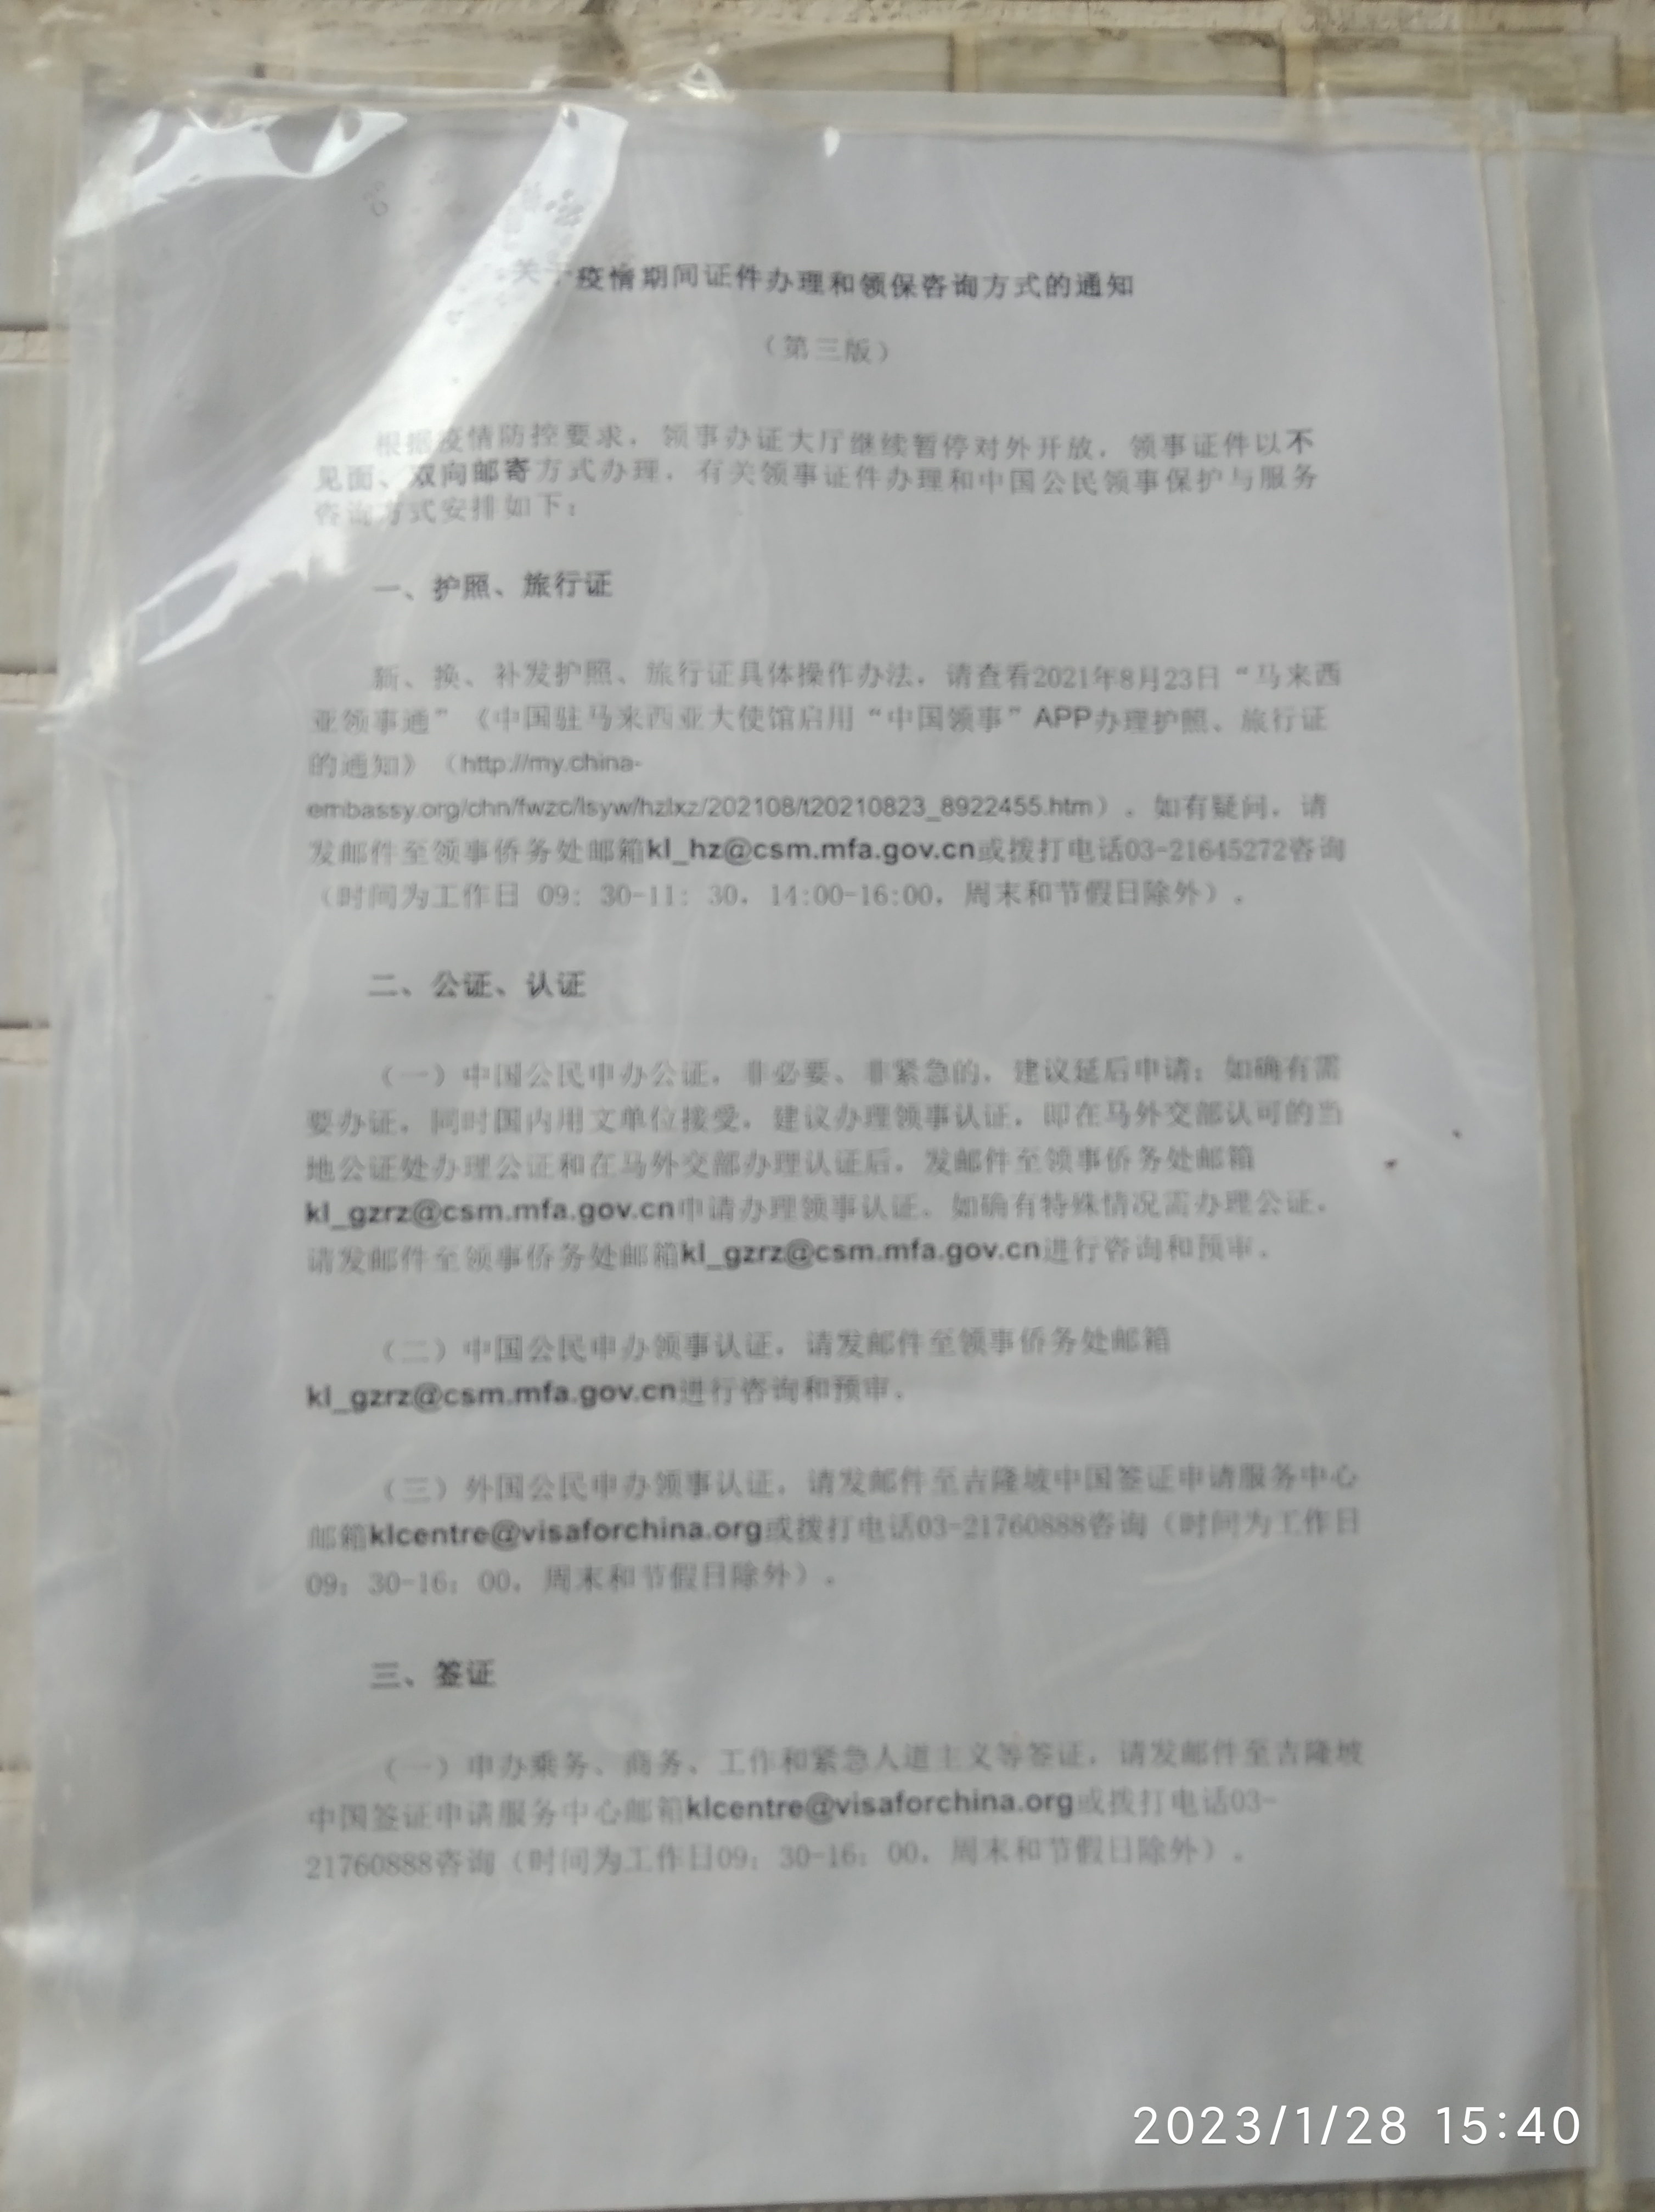 关于疫情期间证件办理和领保咨询方式的通知
（第三版）
根据疫情防控要求，领事办证大厅继续暂停对外开放，领事证件以不
见面、双向邮寄方式办理，有关领事证件办理和中国公民领事保护与服务
咨询方式安排如下：
一、护照、旅行证
新、换、补发护照、旅行证具体操作办法，请查看2021年8月23日“马来西
亚领事通”《中国驻马来西亚大使馆启用“中国领事”APP办理护照、旅行证
的通知》（http://my.china-
embassy.org/chn/fwzc/lsyw/hzlxz/202108/t20210823_8922455.htm）。如有疑问，请
发邮件至领事侨务处邮箱kl_hz@csm.mfa.gov.cn或拨打电话03-21645272咨询
（时间为工作日 09：30-11：30，14:00-16:00，周末和节假日除外）。
二、公证、认证
（一）中国公民申办公证，非必要、非紧急的，建议延后申请；如确有需
要办证，同时国内用文单位接受，建议办理领事认证，即在马外交部认可的当
地公证处办理公证和在马外交部办理认证后，发邮件至领事侨务处邮箱
kl_gzrz@csm.mfa.gov.cn申请办理领事认证。如确有特殊情况需办理公证，
请发邮件至领事侨务处邮箱kl_gzrz@csm.mfa.gov.cn进行咨询和预审。
（二）中国公民申办领事认证，请发邮件至领事侨务处邮箱
kl_gzrz@csm.mfa.gov.cn进行咨询和预审。
（三）外国公民申办领事认证，请发邮件至吉隆坡中国签证申请服务中心
邮箱klcentre@visaforchina.org或拨打电话03-21760888咨询（时间为工作日
09：30-16：00，周末和节假日除外）。
三、签证
（一）申办乘务、商务、工作和紧急人道主义等签证，请发邮件至吉隆坡
中国签证申请服务中心邮箱klcentre@visaforchina.org或拨打电话03-
21760888咨询（时间为工作日09：30-16：00，周末和节假日除外）。
2023/1/28 15:40